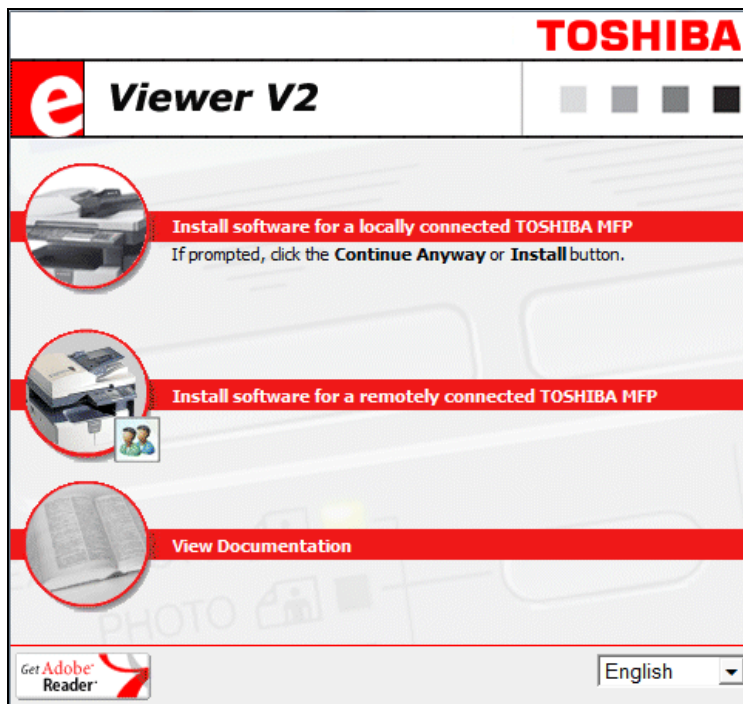 TOSHIBA
e Viewer V2
Install software for a locally connected TOSHIBA MFP
If prompted, click the Continue Anyway or Install button.
Install software for a remotely connected TOSHIBA MFP
View Documentation
PHOTO
Get Adobe
Reader
English